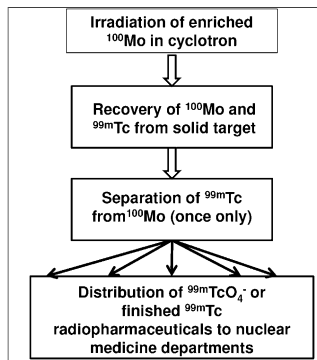 Irradiation of enriched
¹⁰⁰Mo in cyclotron
Recovery of ¹⁰⁰Mo and
⁹⁹ᵐTc from solid target
Separation of ⁹⁹ᵐTc
from¹⁰⁰Mo (once only)
Distribution of ⁹⁹ᵐTcO₄⁻ or
finished ⁹⁹ᵐTc
radiopharmaceuticals to nuclear
medicine departments